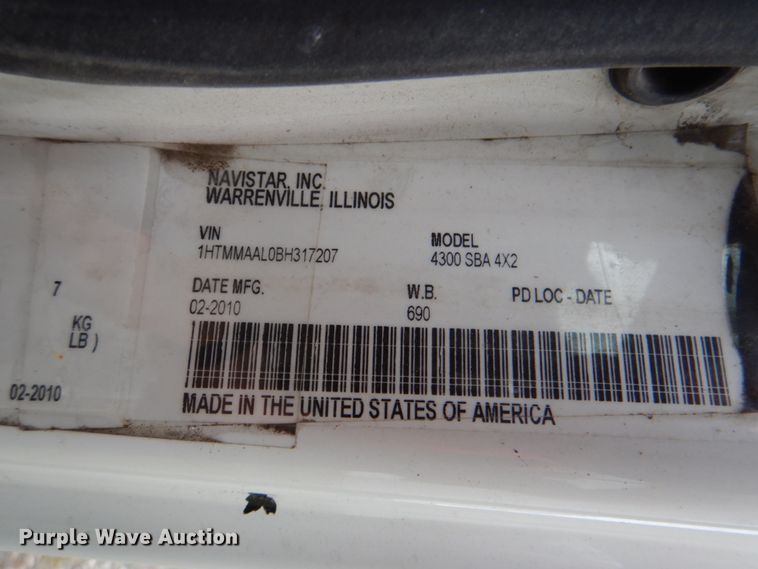 NAVISTAR, INC.
WARRENVILLE, ILLINOIS
VIN
1HTMMAAL0BH317207
MODEL
4300 SBA 4X2
DATE MFG.
02-2010
W.B.
690
PD LOC - DATE
MADE IN THE UNITED STATES OF AMERICA
7
KG
LB )
02-2010
Purple Wave Auction